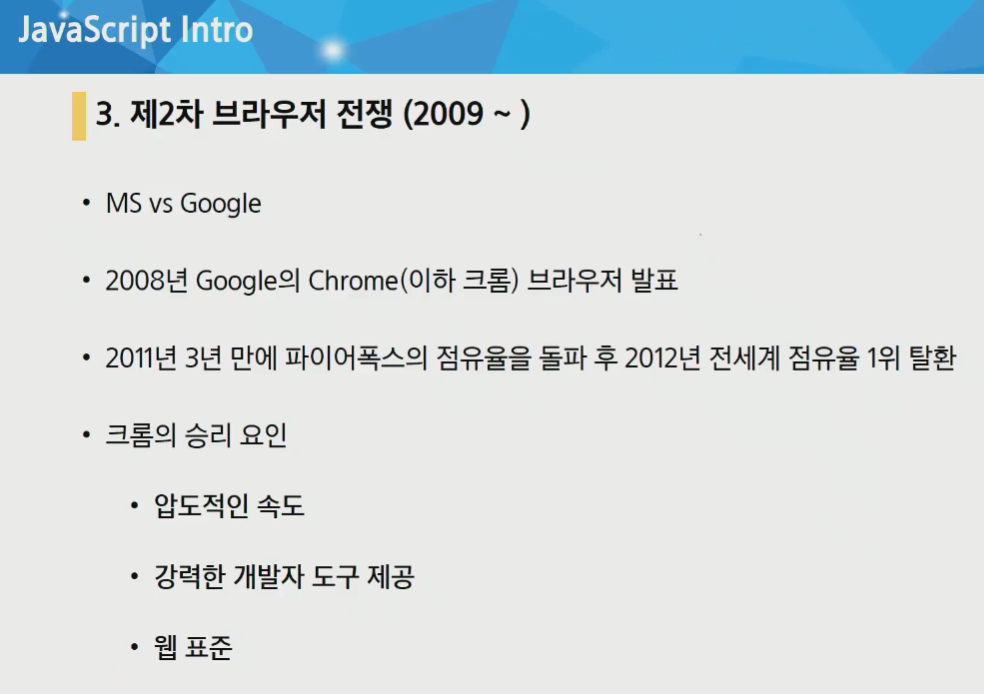 JavaScript Intro
3. 제2차 브라우저 전쟁 (2009 ~ )
• MS vs Google
• 2008년 Google의 Chrome(이하 크롬) 브라우저 발표
• 2011년 3년 만에 파이어폭스의 점유율을 돌파 후 2012년 전세계 점유율 1위 탈환
• 크롬의 승리 요인
• 압도적인 속도
• 강력한 개발자 도구 제공
• 웹 표준